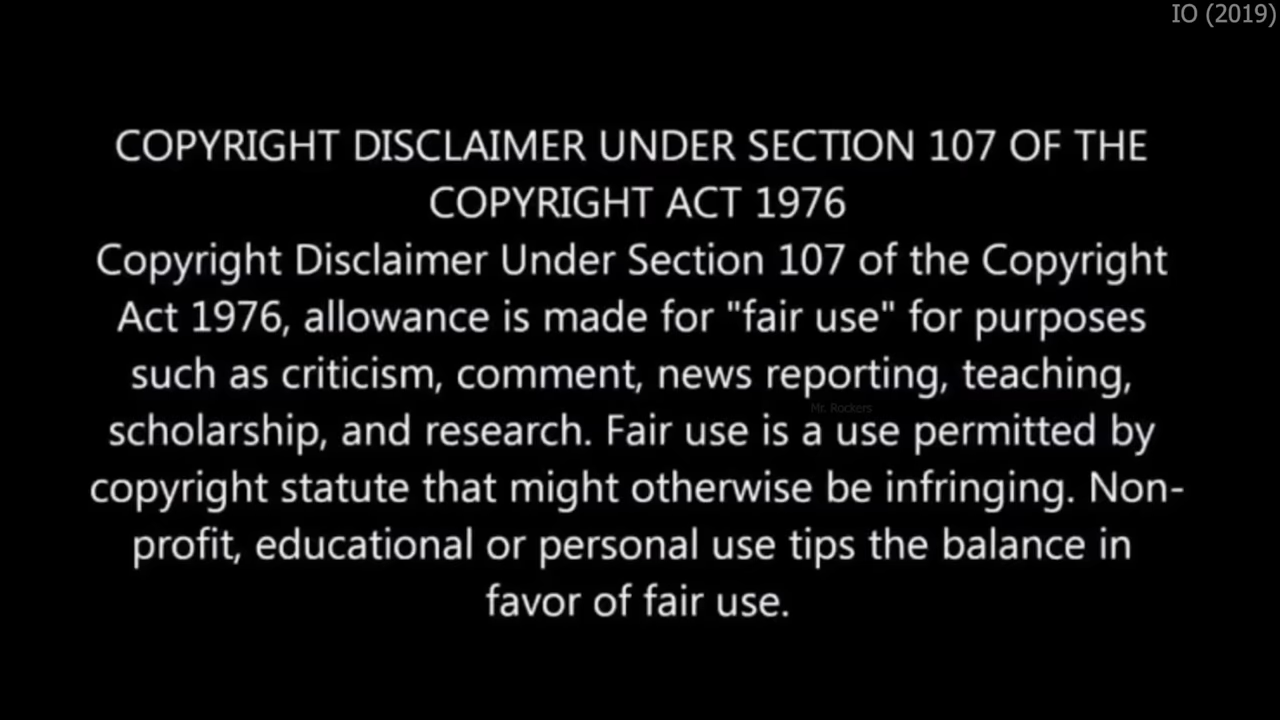 IO (2019)
COPYRIGHT DISCLAIMER UNDER SECTION 107 OF THE
COPYRIGHT ACT 1976
Copyright Disclaimer Under Section 107 of the Copyright
Act 1976, allowance is made for "fair use" for purposes
such as criticism, comment, news reporting, teaching,
Mr. Rockers
scholarship, and research. Fair use is a use permitted by
copyright statute that might otherwise be infringing. Non-
profit, educational or personal use tips the balance in
favor of fair use.